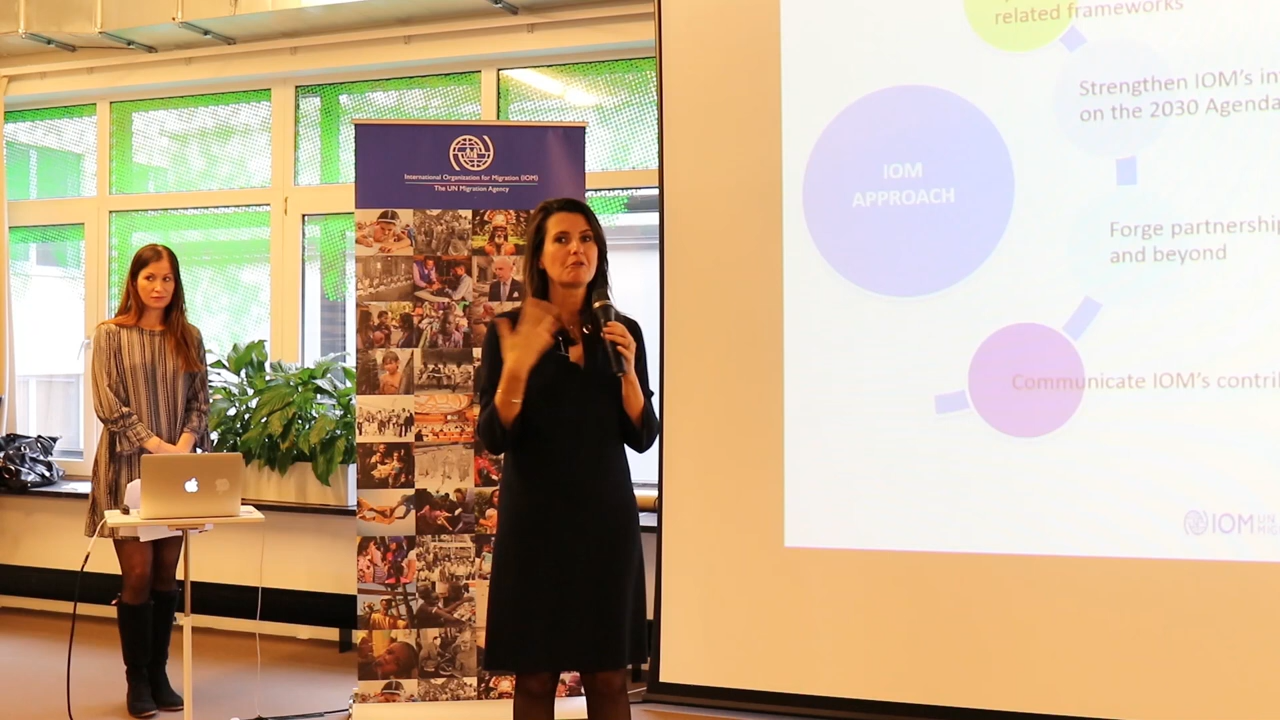 International Organization for Migration (IOM)
The UN Migration Agency
related frameworks
Strengthen IOM's in
on the 2030 Agenda
IOM
APPROACH
Forge partnership
and beyond
Communicate IOM's contri
IOM UN